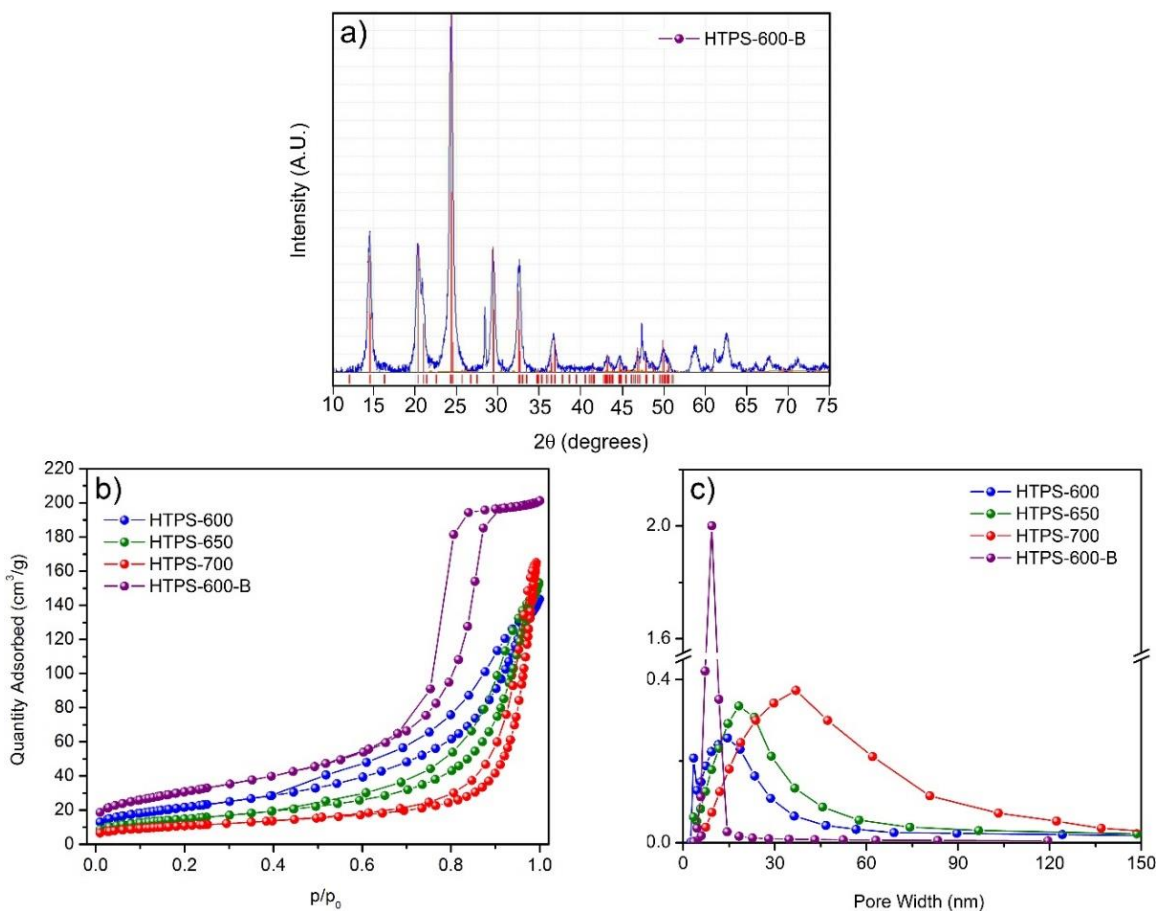 a)
HTPS-600-B
Intensity (A.U.)
10 15 20 25 30 35 40 45 50 55 60 65 70 75
2θ (degrees)
b)
220
200
180
160
140
120
100
80
60
40
20
0
HTPS-600
HTPS-650
HTPS-700
HTPS-600-B
Quantity Adsorbed (cm³/g)
0.0 0.2 0.4 0.6 0.8 1.0
p/p₀
c)
2.0
1.6
0.4
0.0
HTPS-600
HTPS-650
HTPS-700
HTPS-600-B
0 30 60 90 120 150
Pore Width (nm)